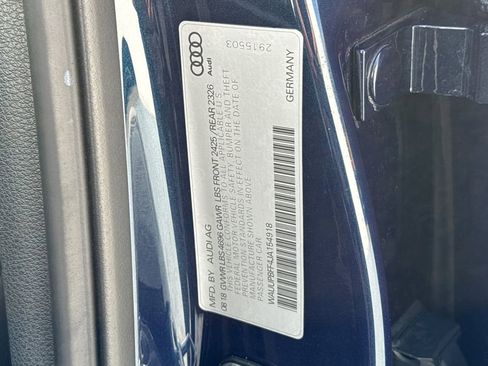 Audi
2915503
MFD. BY AUDI AG
GERMANY
08.18 GVWR LBS 4696 GAWR LBS FRONT 2425 / REAR 2326
THIS VEHICLE CONFORMS TO ALL APPLICABLE U.S.
FEDERAL MOTOR VEHICLE SAFETY, BUMPER AND THEFT
PREVENTION STANDARDS IN EFFECT ON THE DATE OF
MANUFACTURE SHOWN ABOVE.
PASSENGER CAR
WAUUPBFF4JA154918